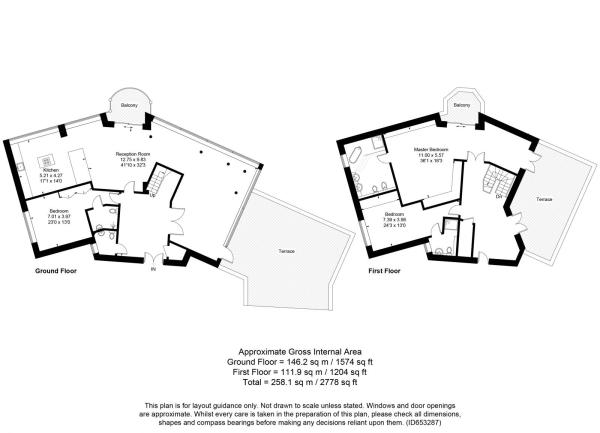 Balcony
Reception Room
12.75 x 9.83
41'10 x 32'3
Kitchen
5.21 x 4.27
17'1 x 14'0
Up
Bedroom
7.01 x 3.97
23'0 x 13'0
IN
Terrace
Ground Floor
Balcony
Master Bedroom
11.00 x 5.57
36'1 x 18'3
Dn
Terrace
Bedroom
7.39 x 3.96
24'3 x 13'0
First Floor
Approximate Gross Internal Area
Ground Floor = 146.2 sq m / 1574 sq ft
First Floor = 111.9 sq m / 1204 sq ft
Total = 258.1 sq m / 2778 sq ft
This plan is for layout guidance only. Not drawn to scale unless stated. Windows and door openings
are approximate. Whilst every care is taken in the preparation of this plan, please check all dimensions,
shapes and compass bearings before making any decisions reliant upon them. (ID653287)